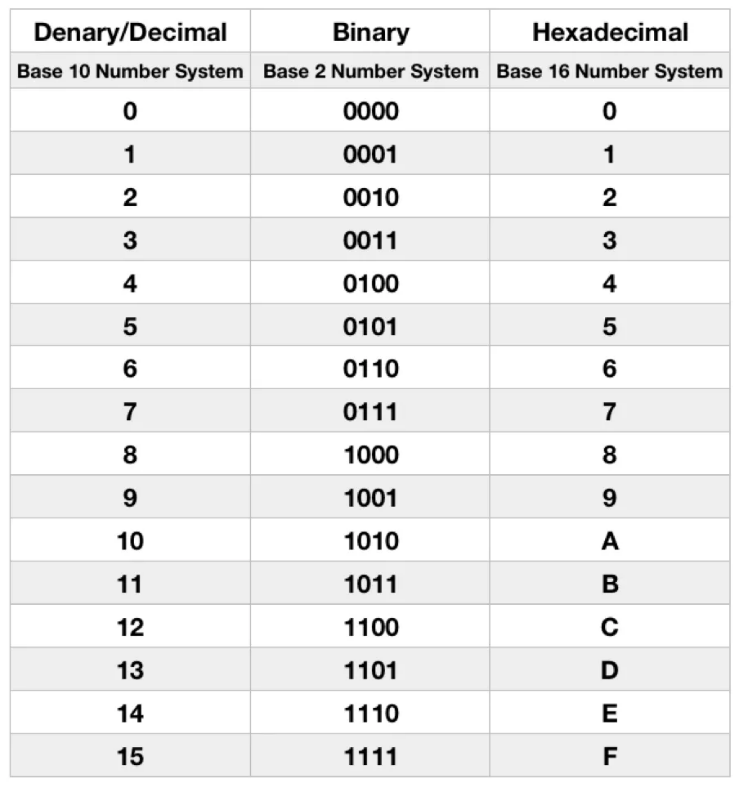 Denary/Decimal Binary Hexadecimal
Base 10 Number System Base 2 Number System Base 16 Number System
0 0000 0
1 0001 1
2 0010 2
3 0011 3
4 0100 4
5 0101 5
6 0110 6
7 0111 7
8 1000 8
9 1001 9
10 1010 A
11 1011 B
12 1100 C
13 1101 D
14 1110 E
15 1111 F